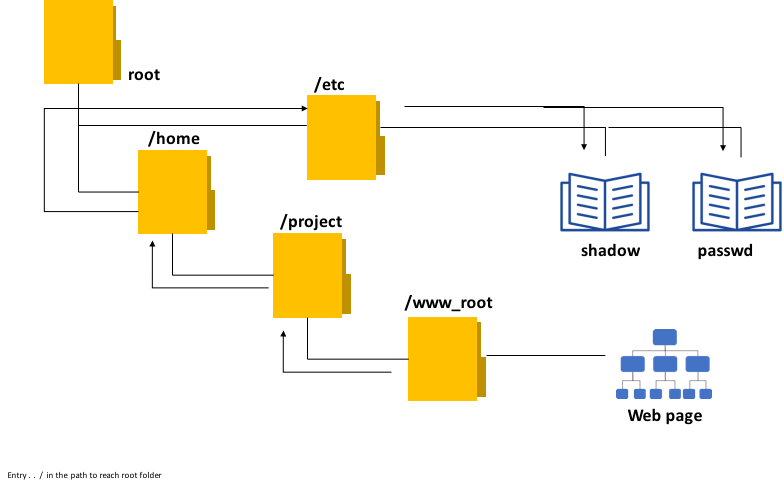 root
/etc
/home
/project
shadow
passwd
/www_root
Web page
Entry . . / in the path to reach root folder